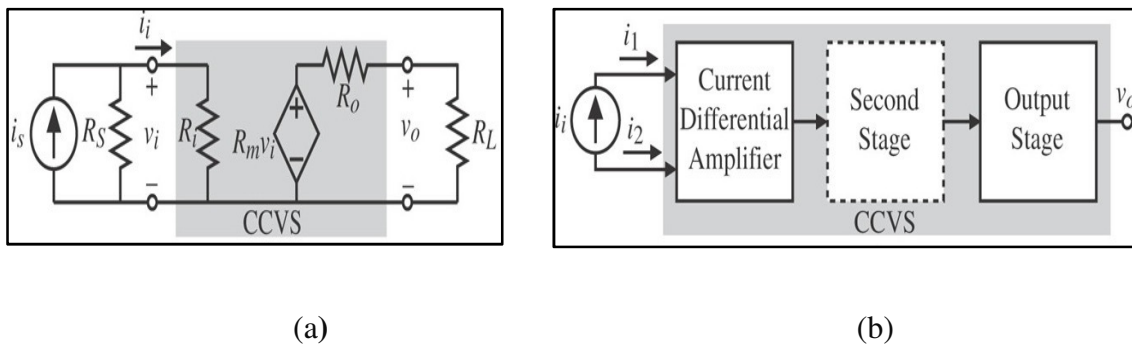 i_i
+
i_s
R_S
v_i
R_i
R_m v_i
+
−
R_o
+
v_o
R_L
−
−
CCVS
i_1
i_i
i_2
Current
Differential
Amplifier
Second
Stage
Output
Stage
v_o
CCVS
(a)
(b)